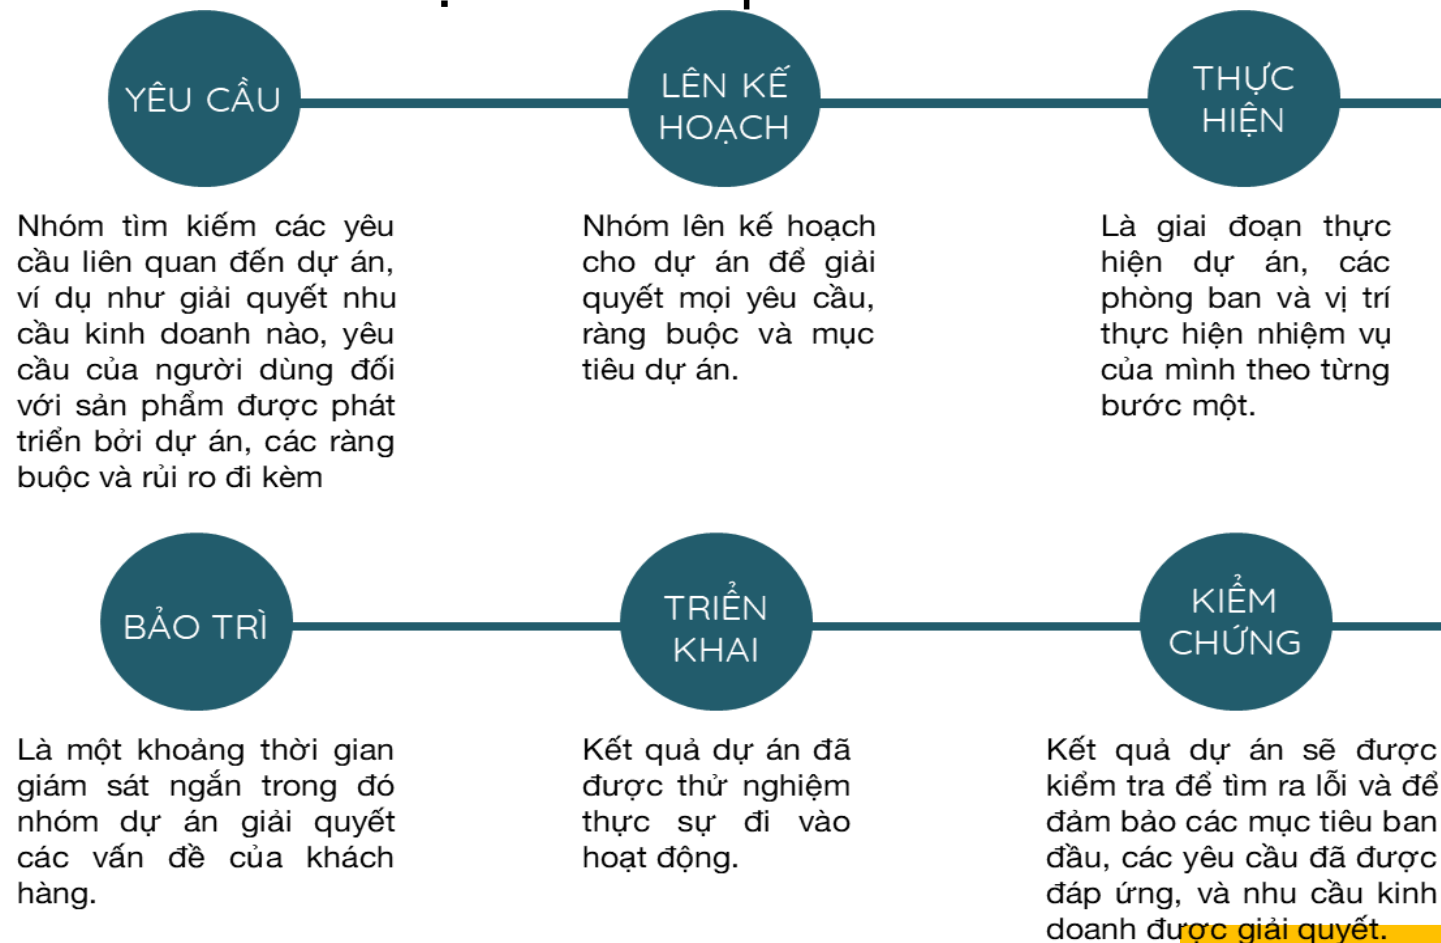 YÊU CẦU
LÊN KẾ
HOẠCH
THỰC
HIỆN
Nhóm tìm kiếm các yêu
cầu liên quan đến dự án,
ví dụ như giải quyết nhu
cầu kinh doanh nào, yêu
cầu của người dùng đối
với sản phẩm được phát
triển bởi dự án, các ràng
buộc và rủi ro đi kèm
Nhóm lên kế hoạch
cho dự án để giải
quyết mọi yêu cầu,
ràng buộc và mục
tiêu dự án.
Là giai đoạn thực
hiện dự án, các
phòng ban và vị trí
thực hiện nhiệm vụ
của mình theo từng
bước một.
BẢO TRÌ
TRIỂN
KHAI
KIỂM
CHỨNG
Là một khoảng thời gian
giám sát ngắn trong đó
nhóm dự án giải quyết
các vấn đề của khách
hàng.
Kết quả dự án đã
được thử nghiệm
thực sự đi vào
hoạt động.
Kết quả dự án sẽ được
kiểm tra để tìm ra lỗi và để
đảm bảo các mục tiêu ban
đầu, các yêu cầu đã được
đáp ứng, và nhu cầu kinh
doanh được giải quyết.